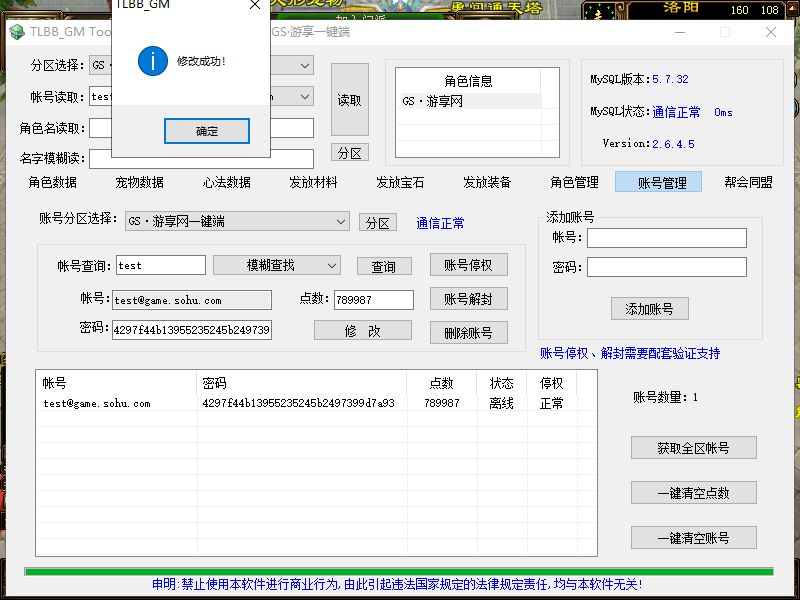 TLBB_GM
洛阳
160 108
TLBB_GM Too
GS·游享一键端
修改成功!
确定
分区选择:
GS
帐号读取:
test
角色名读取:
名字模糊读:
读取
分区
角色信息
GS·游享网
MySQL版本:5.7.32
MySQL状态:通信正常 0ms
Version:2.6.4.5
角色数据 宠物数据 心法数据 发放材料 发放宝石 发放装备 角色管理 账号管理 帮会同盟
账号分区选择: GS·游享网一键端 分区 通信正常
帐号查询: test 模糊查找 查询 账号停权
帐号: test@game.sohu.com 点数: 789987 账号解封
密码: 4297f44b13955235245b249739 修 改 删除账号
添加账号
帐号:
密码:
添加账号
账号停权、解封需要配套验证支持
帐号 密码 点数 状态 停权
test@game.sohu.com 4297f44b13955235245b2497399d7a93 789987 离线 正常
账号数量: 1
获取全区帐号
一键清空点数
一键清空账号
申明:禁止使用本软件进行商业行为,由此引起违法国家规定的法律规定责任,均与本软件无关!